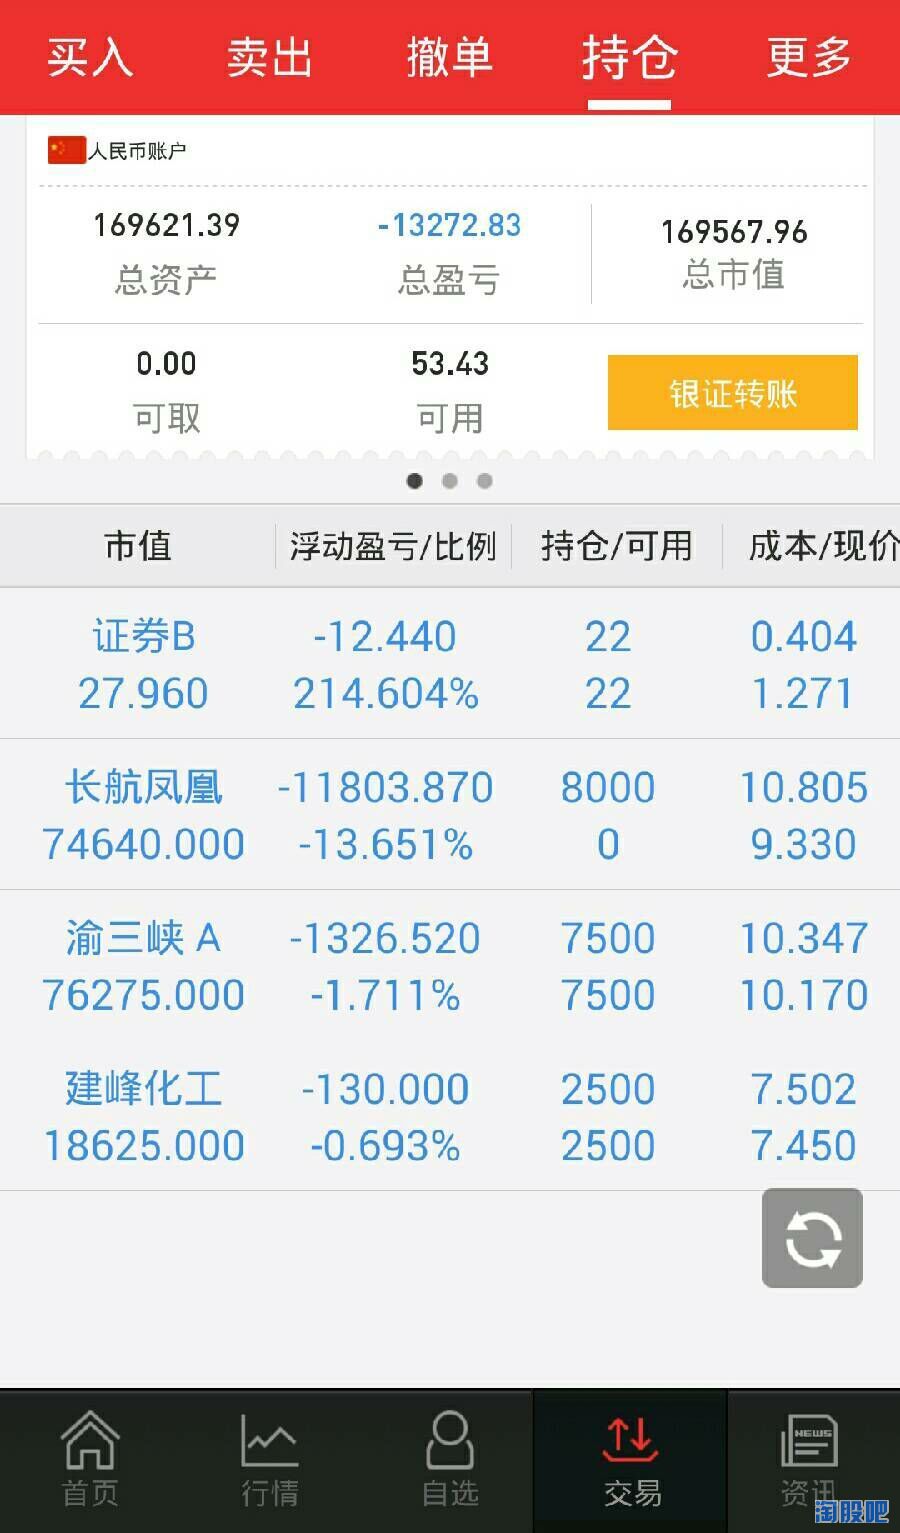 买入 卖出 撤单 持仓 更多
人民币账户
169621.39 -13272.83 169567.96
总资产 总盈亏 总市值
0.00 53.43
可取 可用 银证转账
市值 浮动盈亏/比例 持仓/可用 成本/现价
证券B -12.440 22 0.404
27.960 214.604% 22 1.271
长航凤凰 -11803.870 8000 10.805
74640.000 -13.651% 0 9.330
渝三峡 A -1326.520 7500 10.347
76275.000 -1.711% 7500 10.170
建峰化工 -130.000 2500 7.502
18625.000 -0.693% 2500 7.450
NEWS
首页 行情 自选 交易 资讯
淘股吧